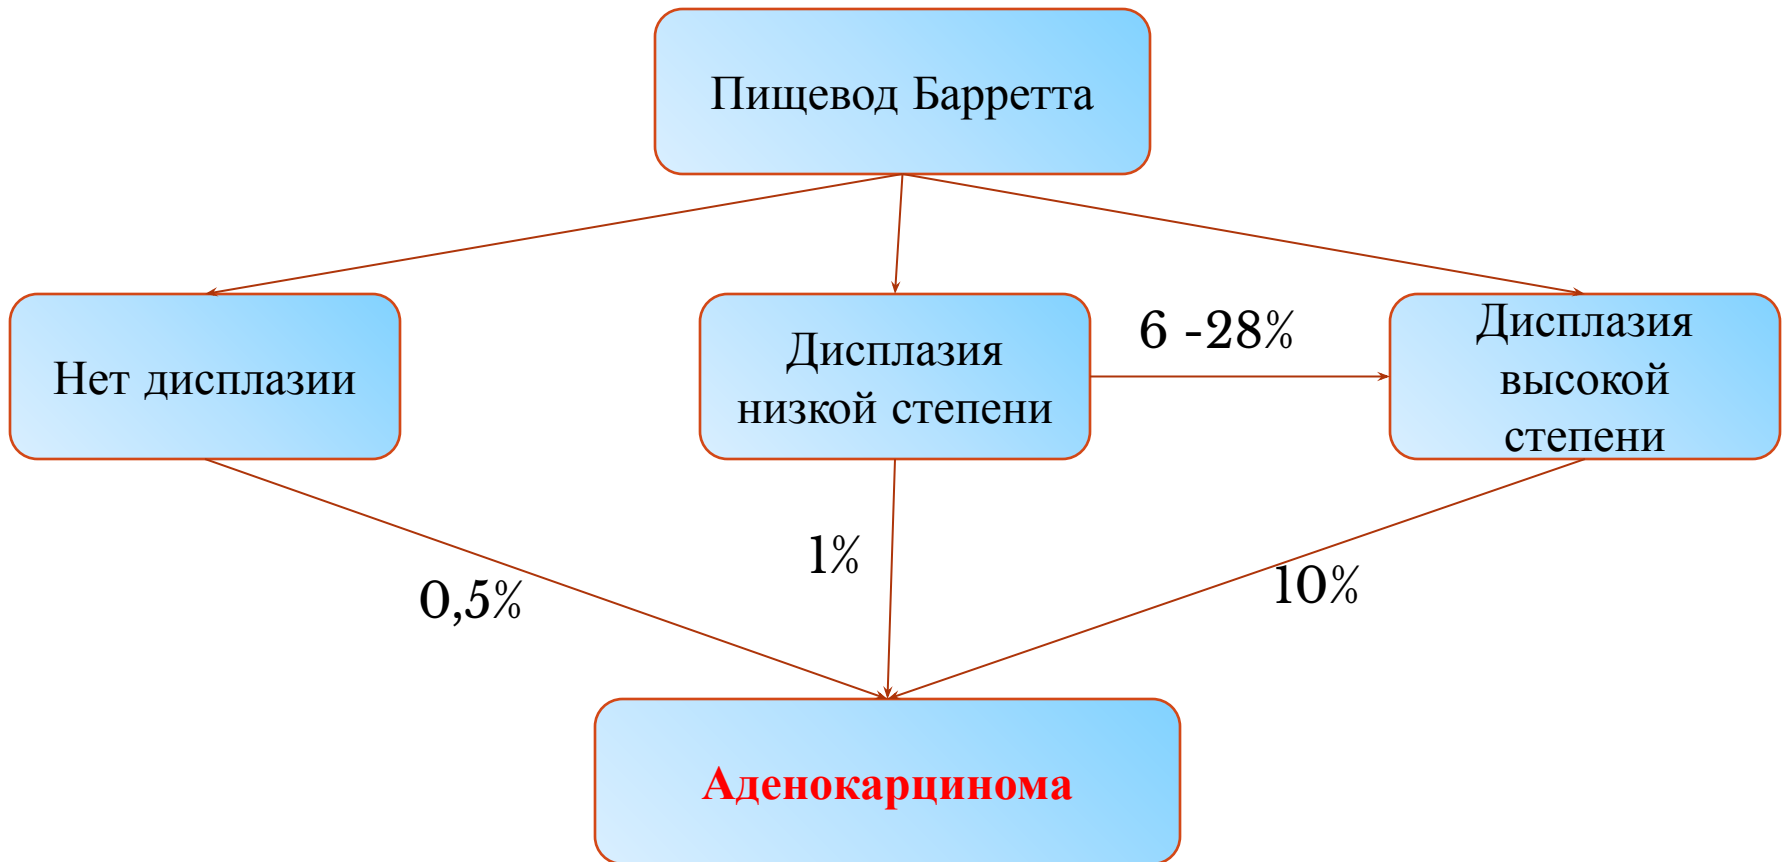 Пищевод Барретта
Нет дисплазии
Дисплазия
низкой степени
6 -28%
Дисплазия
высокой
степени
0,5%
1%
10%
Аденокарцинома